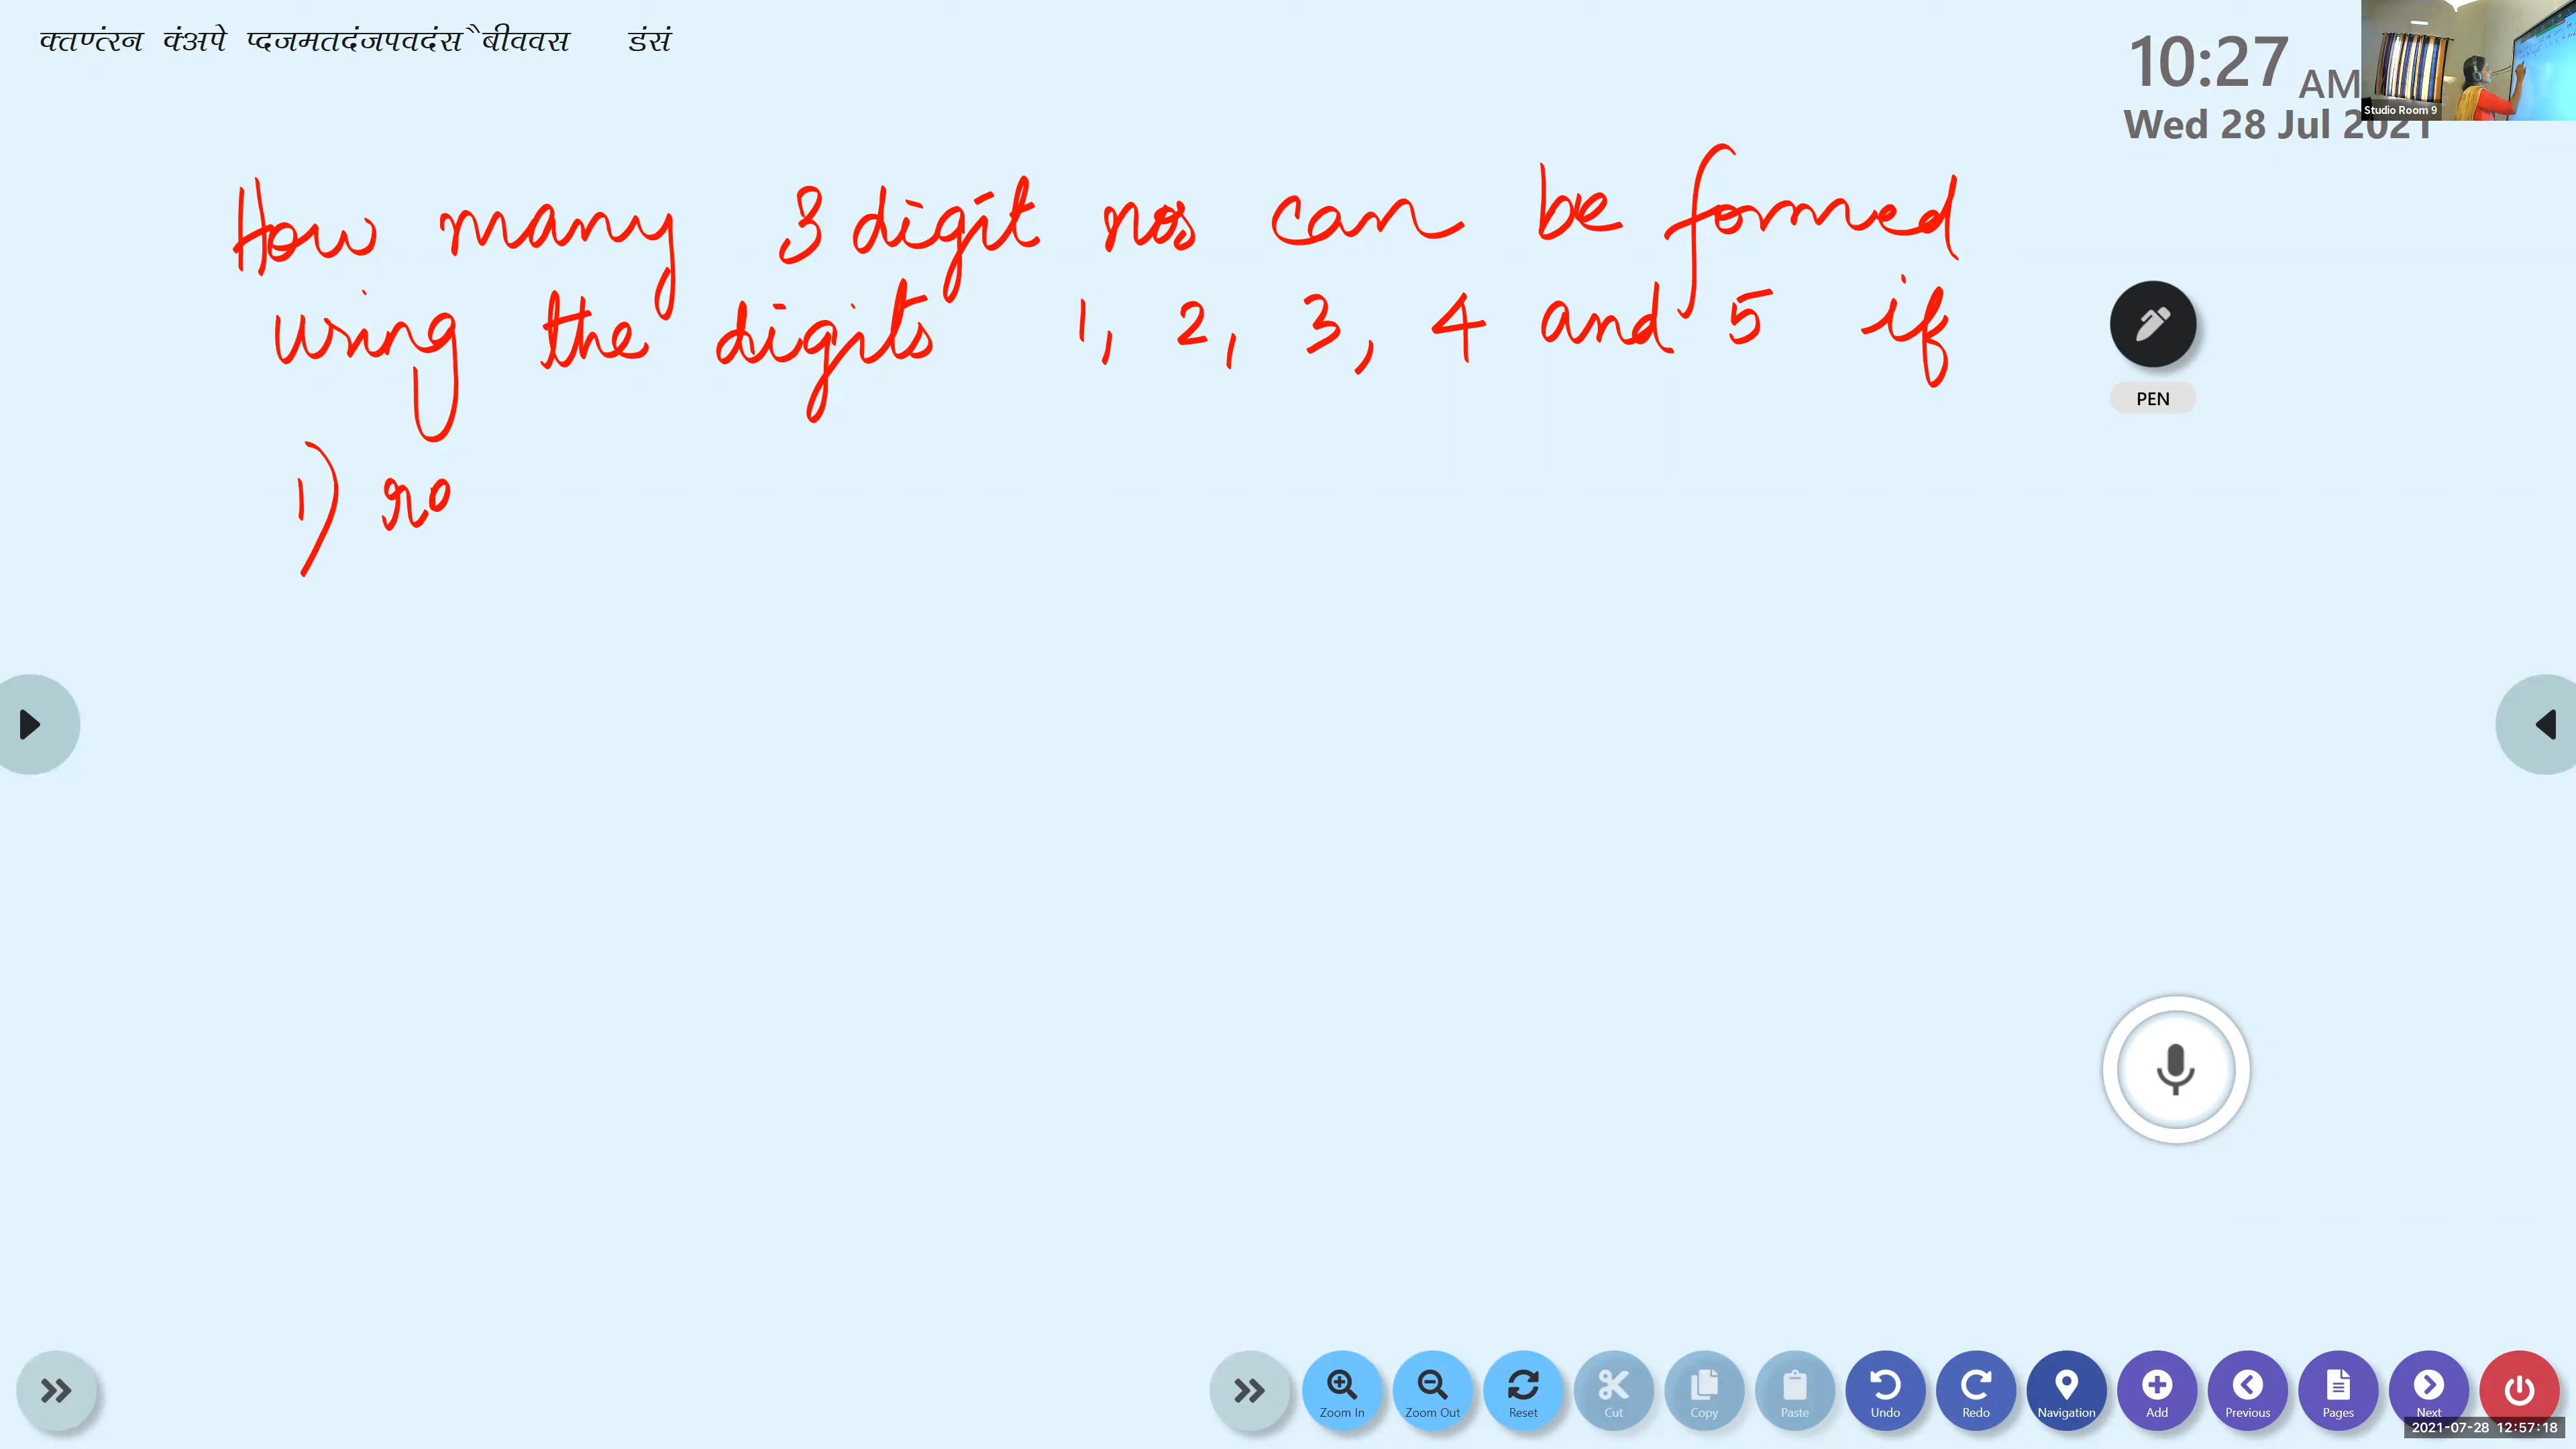 क्तण्त्ंरन क्ंअपे प्दजमतदंजपवदंस ैबीववस डंसं
10:27 AM
Wed 28 Jul 2021
Studio Room 9
How many 3 digit nos can be formed
using the digits 1, 2, 3, 4 and 5 if
PEN
1) re
Zoom In Zoom Out Reset Cut Copy Paste Undo Redo Navigation Add Previous Pages Next
2021-07-28 12:57:18